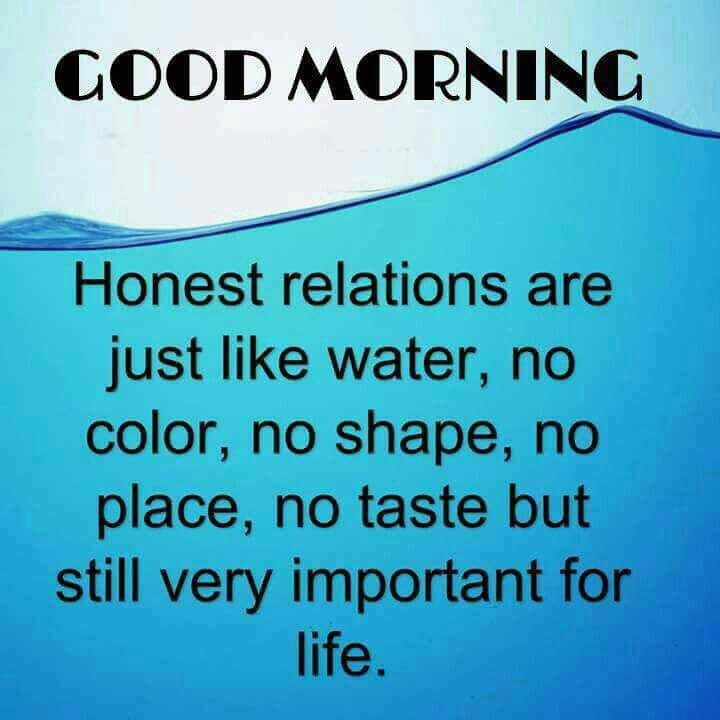 GOOD MORNING
Honest relations are
just like water, no
color, no shape, no
place, no taste but
still very important for
life.